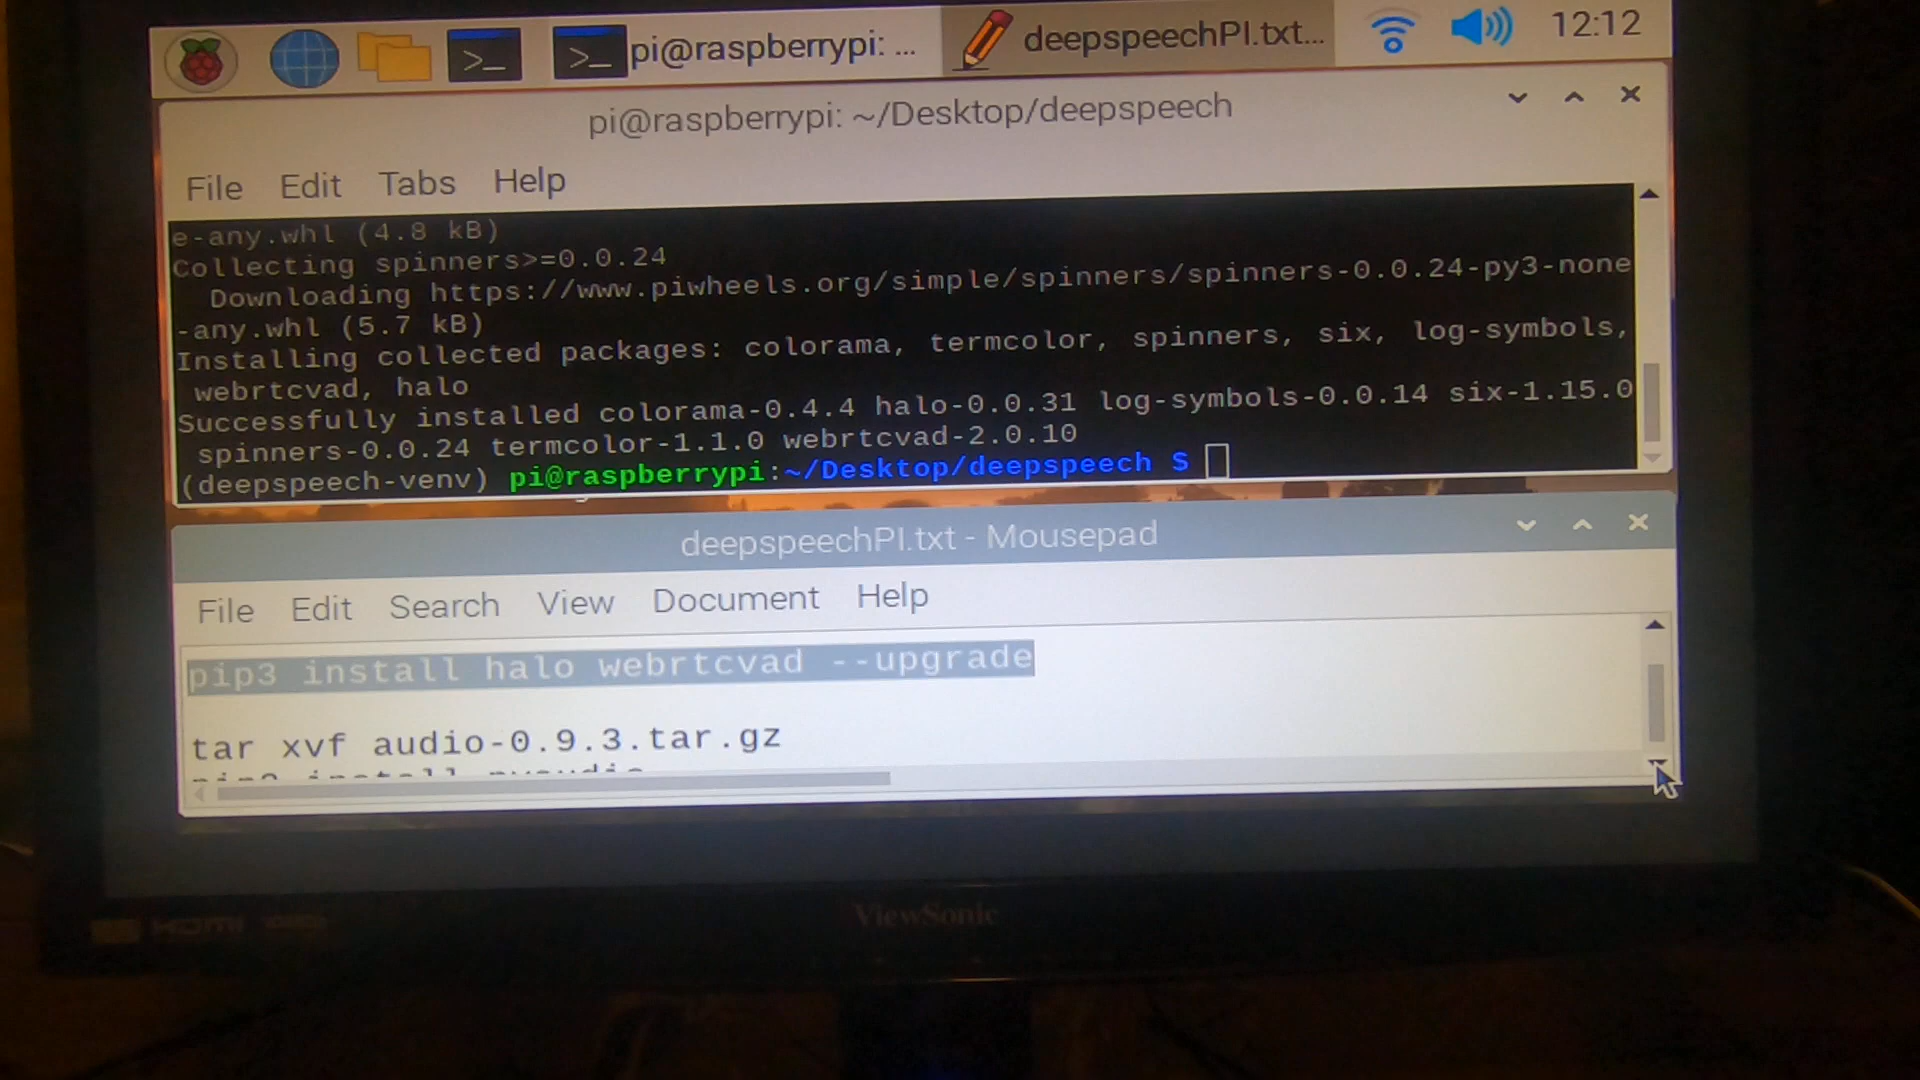 >_ >_ pi@raspberrypi: ... deepspeechPI.txt... 12:12
pi@raspberrypi: ~/Desktop/deepspeech
File Edit Tabs Help
e-any.whl (4.8 kB)
Collecting spinners>=0.0.24
Downloading https://www.piwheels.org/simple/spinners/spinners-0.0.24-py3-none
-any.whl (5.7 kB)
Installing collected packages: colorama, termcolor, spinners, six, log-symbols,
webrtcvad, halo
Successfully installed colorama-0.4.4 halo-0.0.31 log-symbols-0.0.14 six-1.15.0
spinners-0.0.24 termcolor-1.1.0 webrtcvad-2.0.10
(deepspeech-venv) pi@raspberrypi:~/Desktop/deepspeech $
deepspeechPI.txt - Mousepad
File Edit Search View Document Help
pip3 install halo webrtcvad --upgrade
tar xvf audio-0.9.3.tar.gz
HDMI
ViewSonic